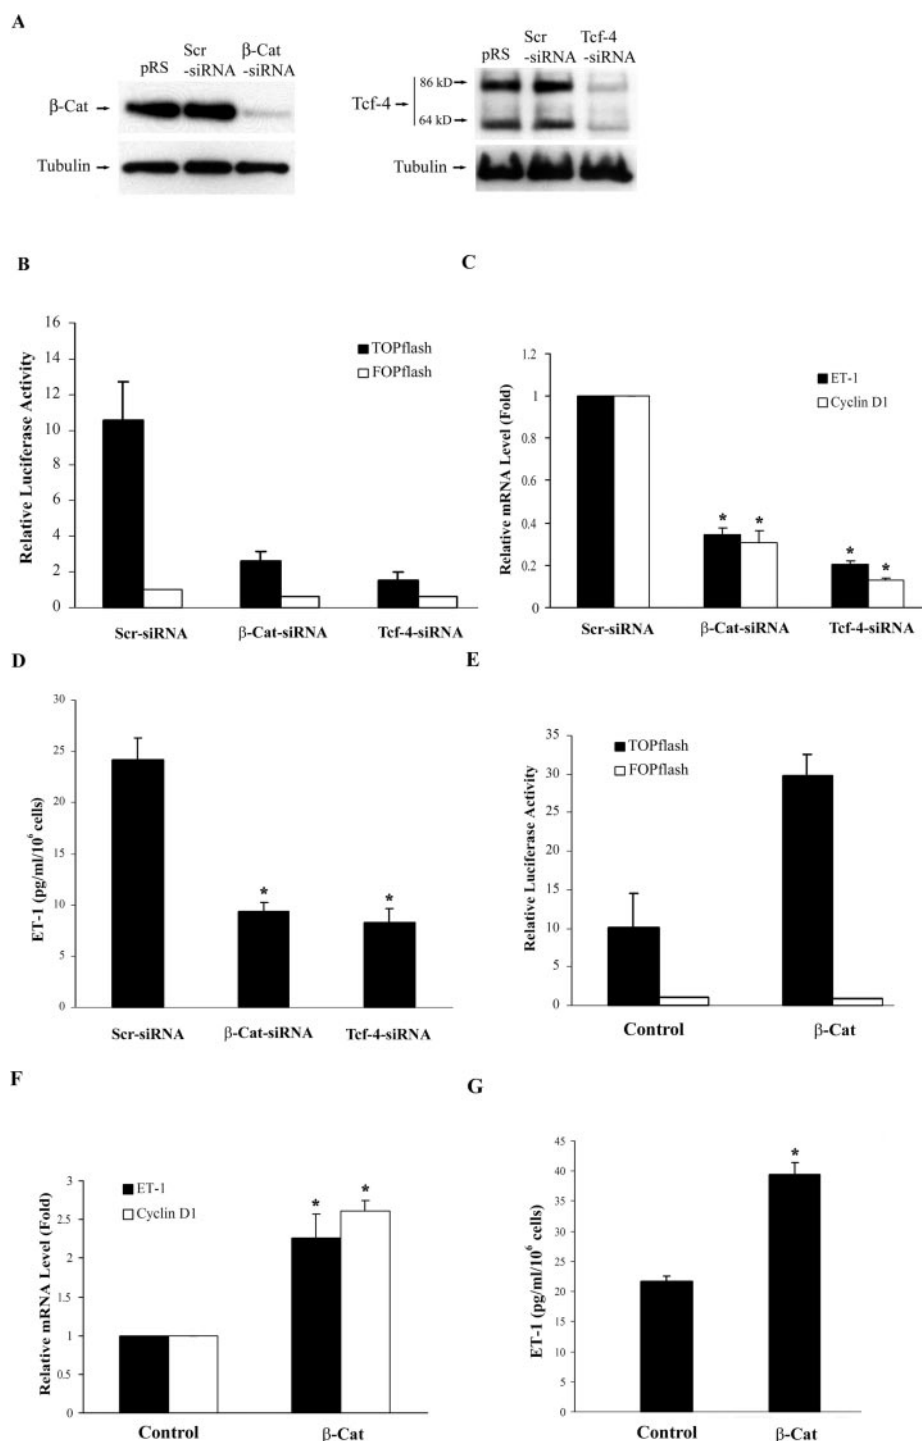 A
pRS
Scr
-siRNA
β-Cat
-siRNA
β-Cat
Tubulin
pRS
Scr
-siRNA
Tcf-4
-siRNA
Tcf-4
86 kD
64 kD
Tubulin
B
Relative Luciferase Activity
16
14
12
10
8
6
4
2
0
TOPflash
FOPflash
Scr-siRNA
β-Cat-siRNA
Tcf-4-siRNA
C
Relative mRNA Level (Fold)
1.2
1
0.8
0.6
0.4
0.2
0
ET-1
Cyclin D1
* * * *
Scr-siRNA
β-Cat-siRNA
Tcf-4-siRNA
D
ET-1 (pg/ml/10⁶ cells)
30
25
20
15
10
5
0
* *
Scr-siRNA
β-Cat-siRNA
Tcf-4-siRNA
E
Relative Luciferase Activity
35
30
25
20
15
10
5
0
TOPflash
FOPflash
Control
β-Cat
F
Relative mRNA Level (Fold)
3
2.5
2
1.5
1
0.5
0
ET-1
Cyclin D1
* *
Control
β-Cat
G
ET-1 (pg/ml/10⁶ cells)
45
40
35
30
25
20
15
10
5
0
*
Control
β-Cat